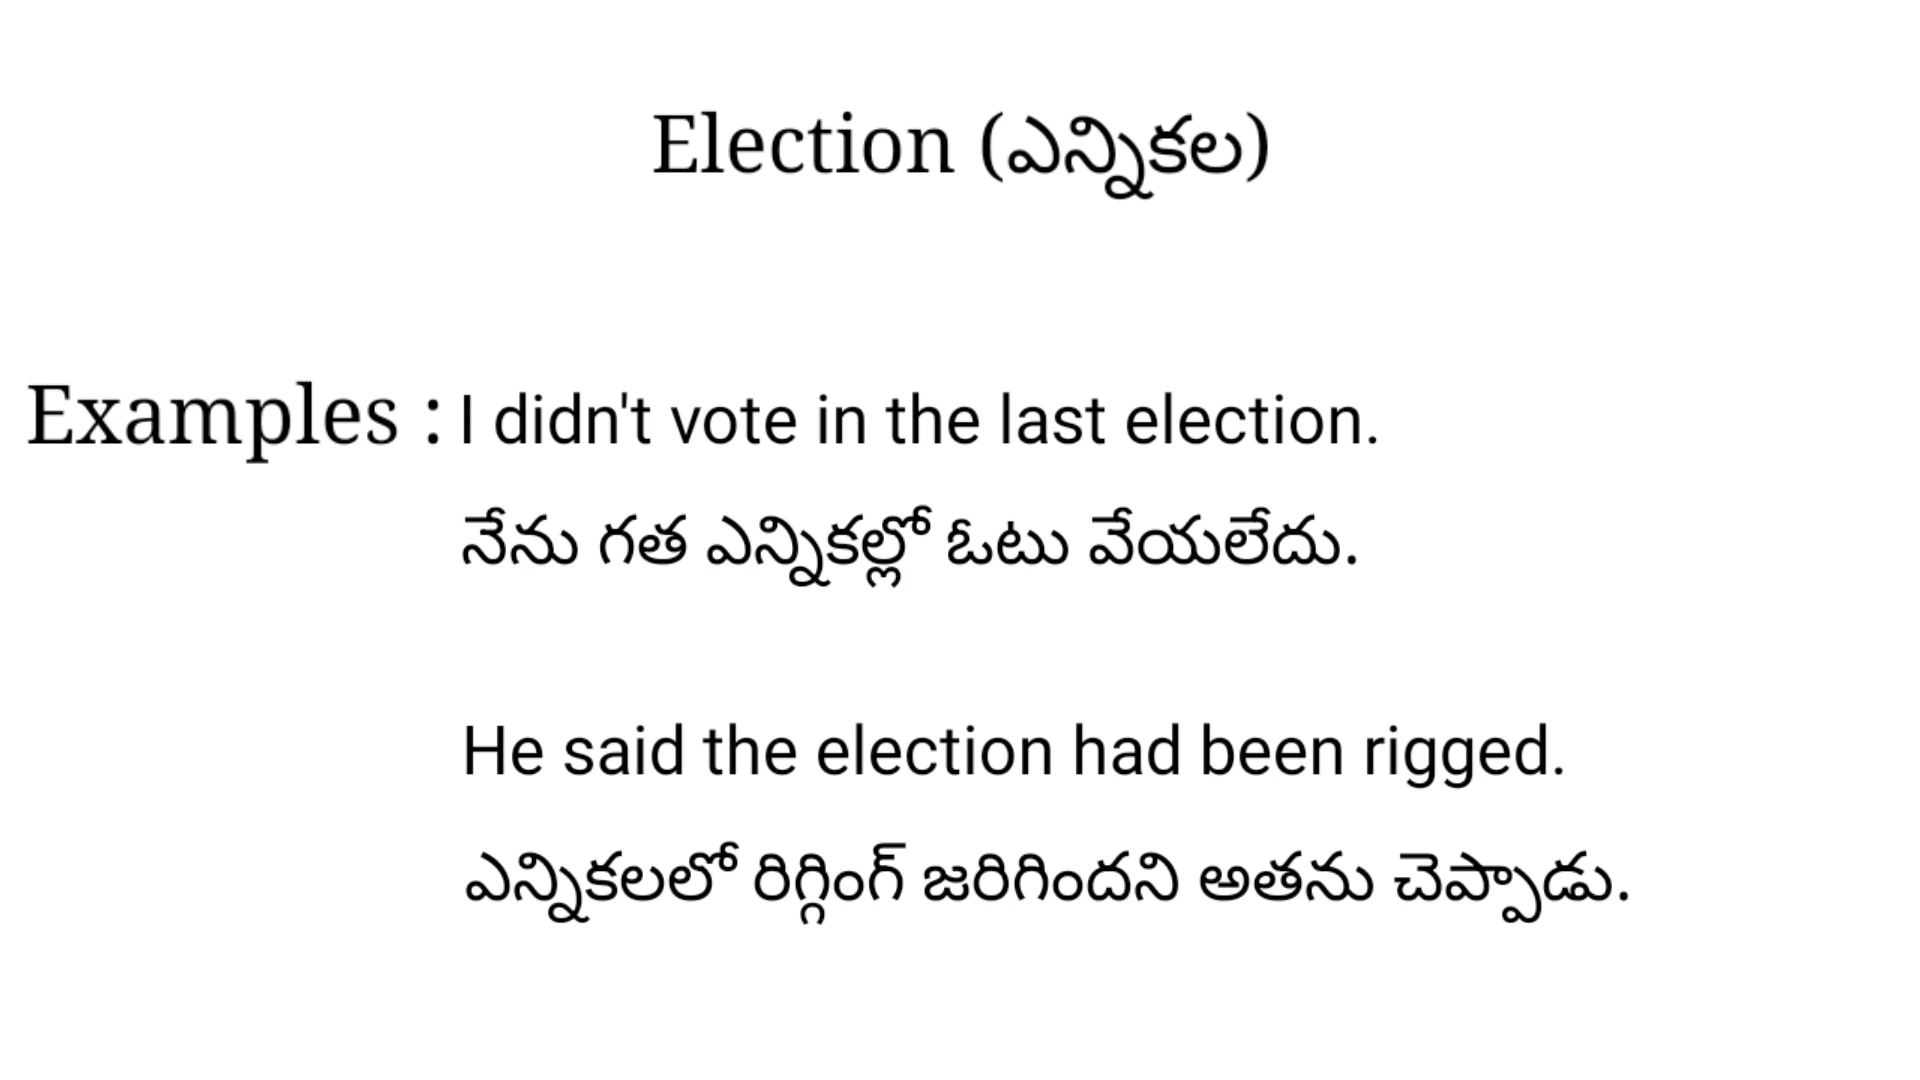 Election (ఎన్నికల)
Examples : I didn't vote in the last election.
నేను గత ఎన్నికల్లో ఓటు వేయలేదు.
He said the election had been rigged.
ఎన్నికలలో రిగ్గింగ్ జరిగిందని అతను చెప్పాడు.